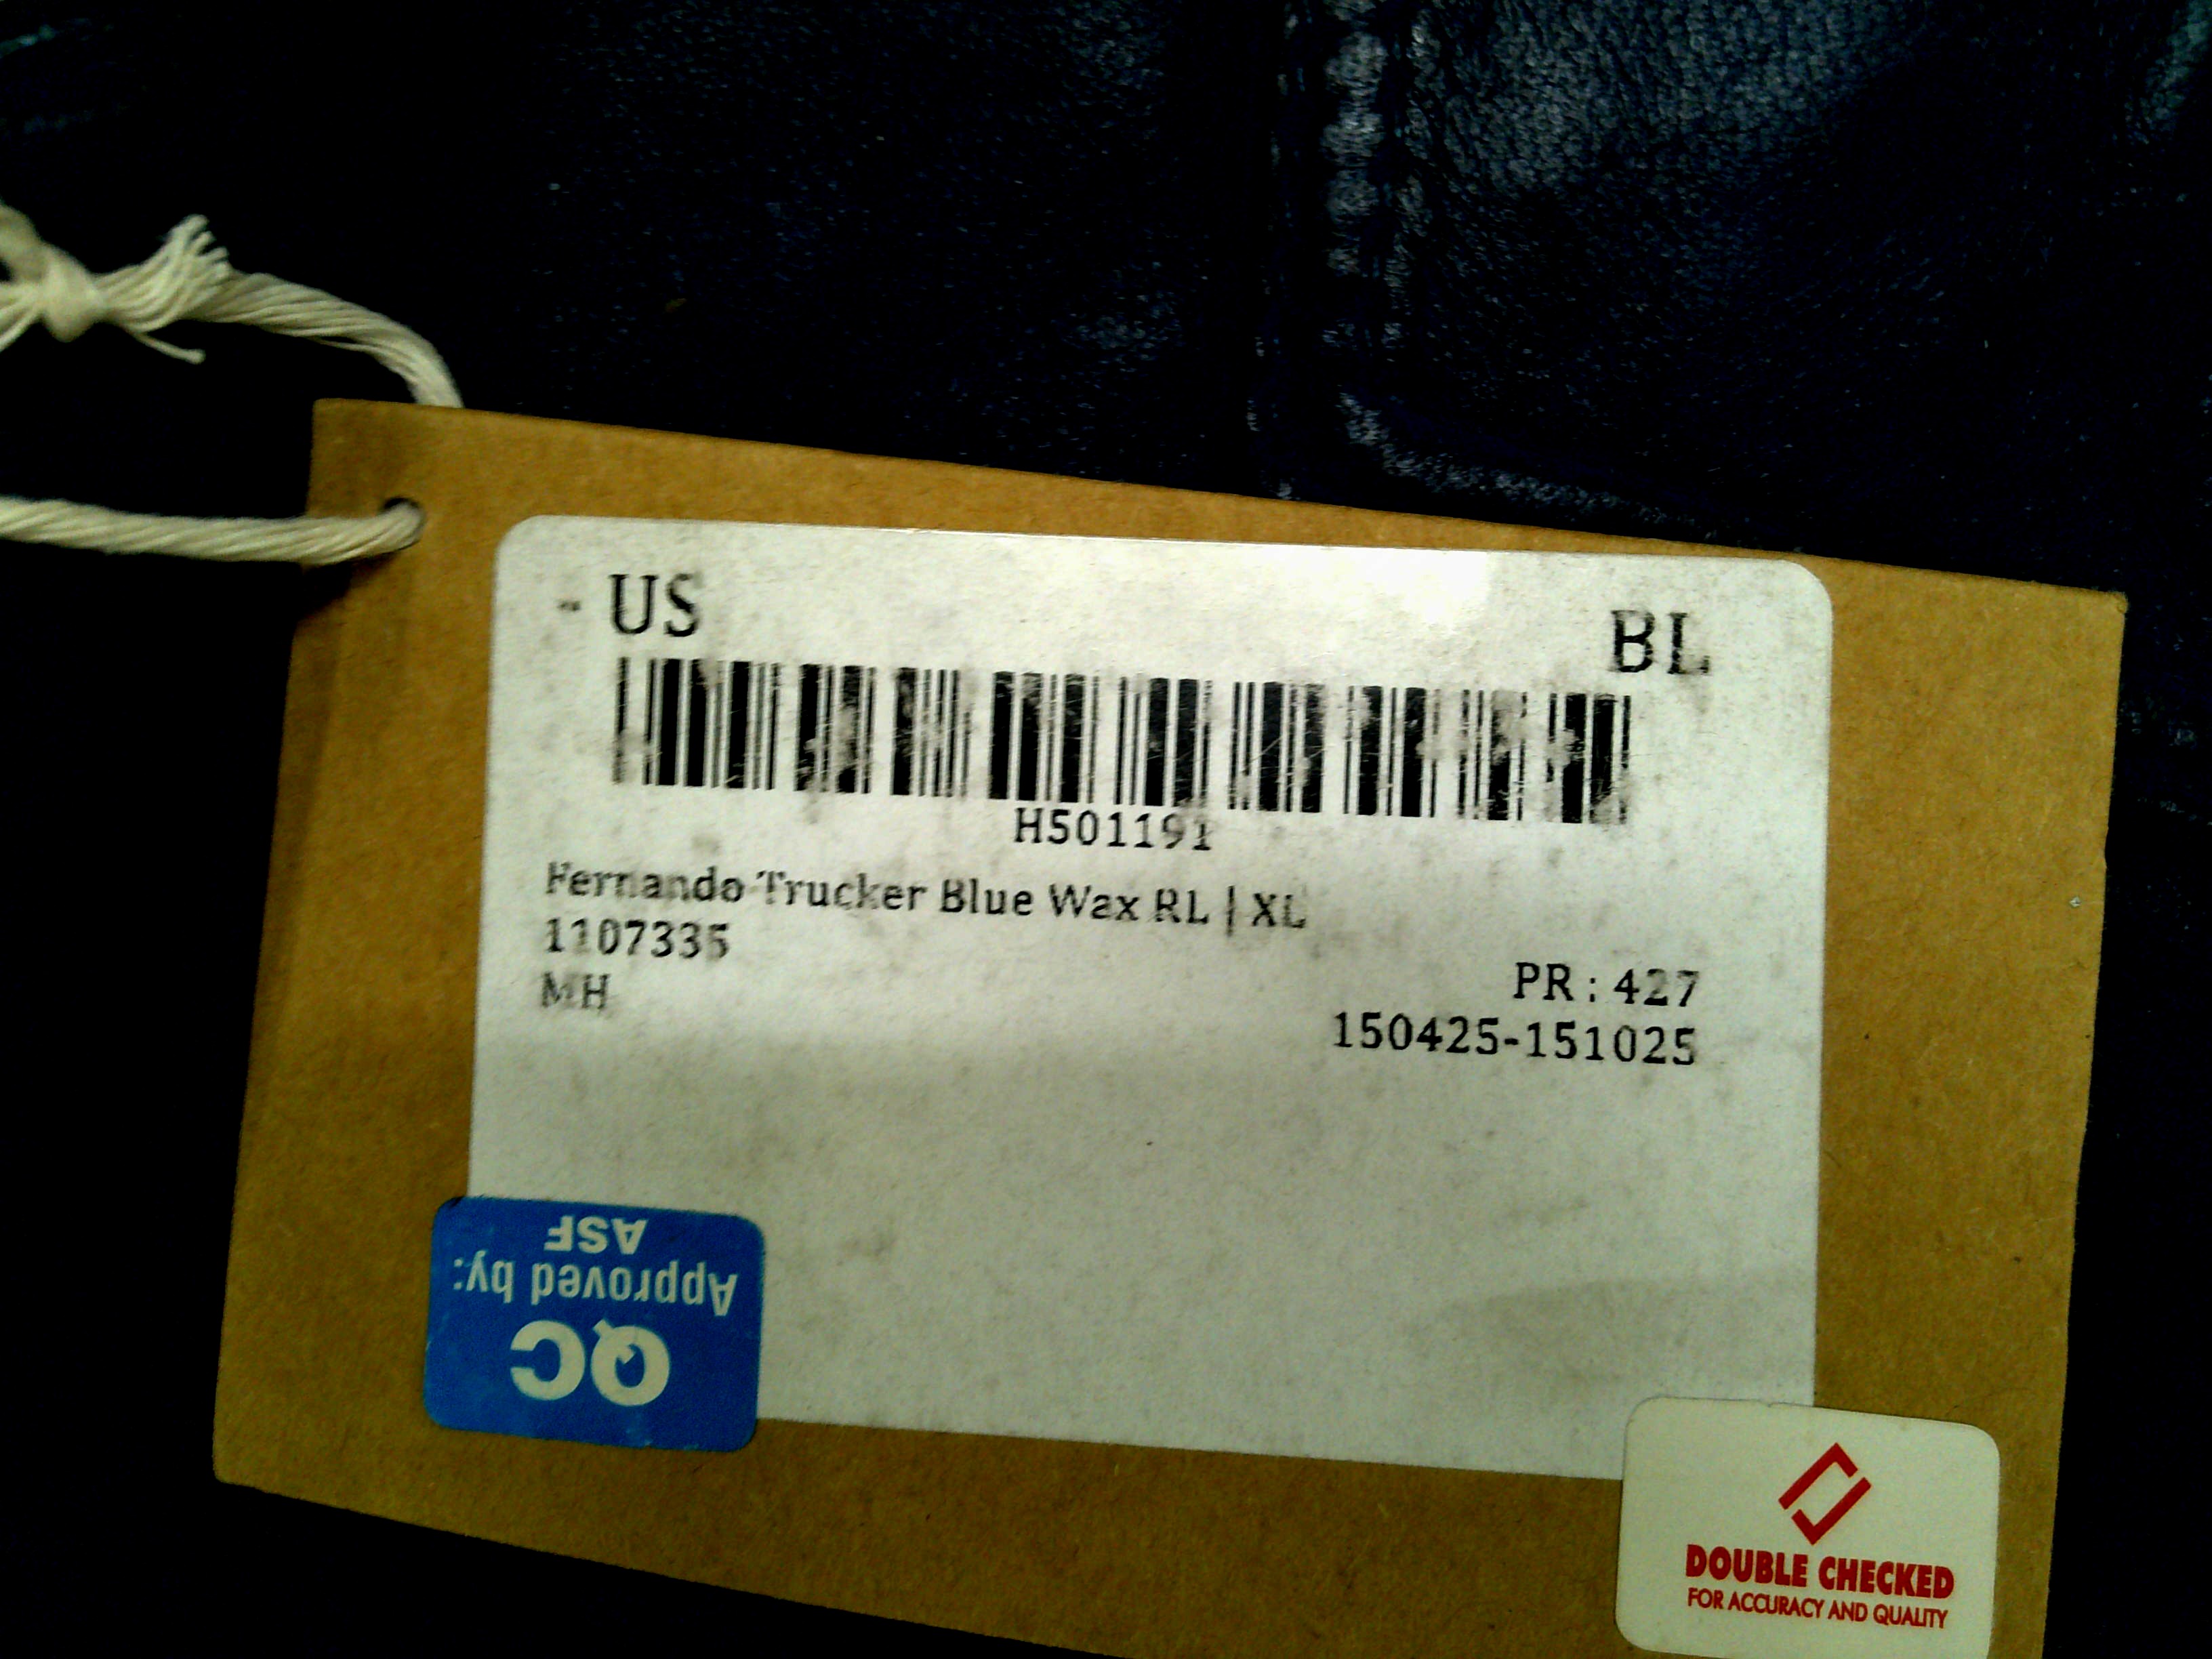 - US
BL
H501191
Fernando Trucker Blue Wax RL | XL
1107335
MH
PR : 427
150425-151025
QC
Approved by:
ASF
DOUBLE CHECKED
FOR ACCURACY AND QUALITY